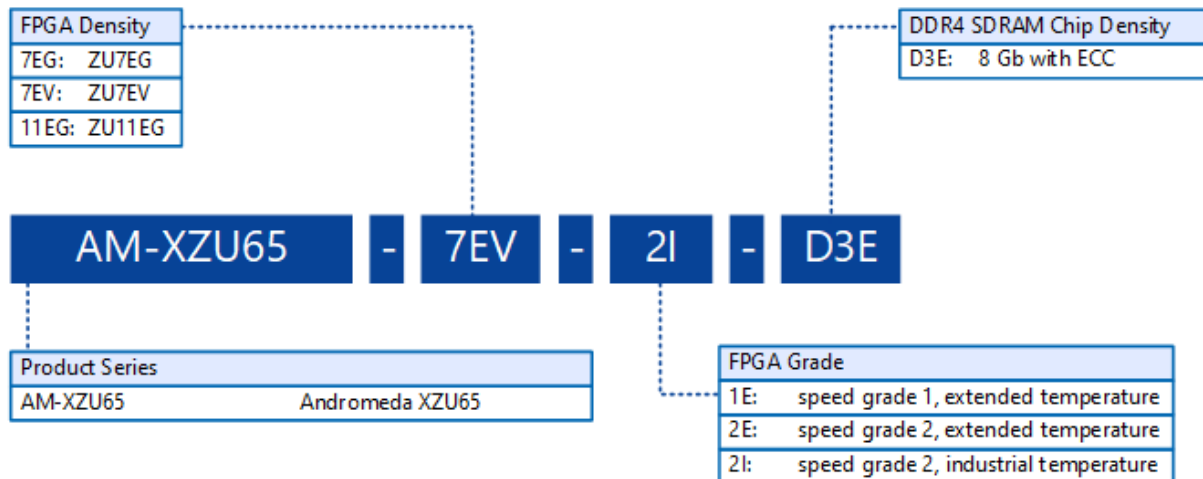 FPGA Density
7EG: ZU7EG
7EV: ZU7EV
11EG: ZU11EG
DDR4 SDRAM Chip Density
D3E: 8 Gb with ECC
AM-XZU65 - 7EV - 2I - D3E
Product Series
AM-XZU65 Andromeda XZU65
FPGA Grade
1E: speed grade 1, extended temperature
2E: speed grade 2, extended temperature
2I: speed grade 2, industrial temperature